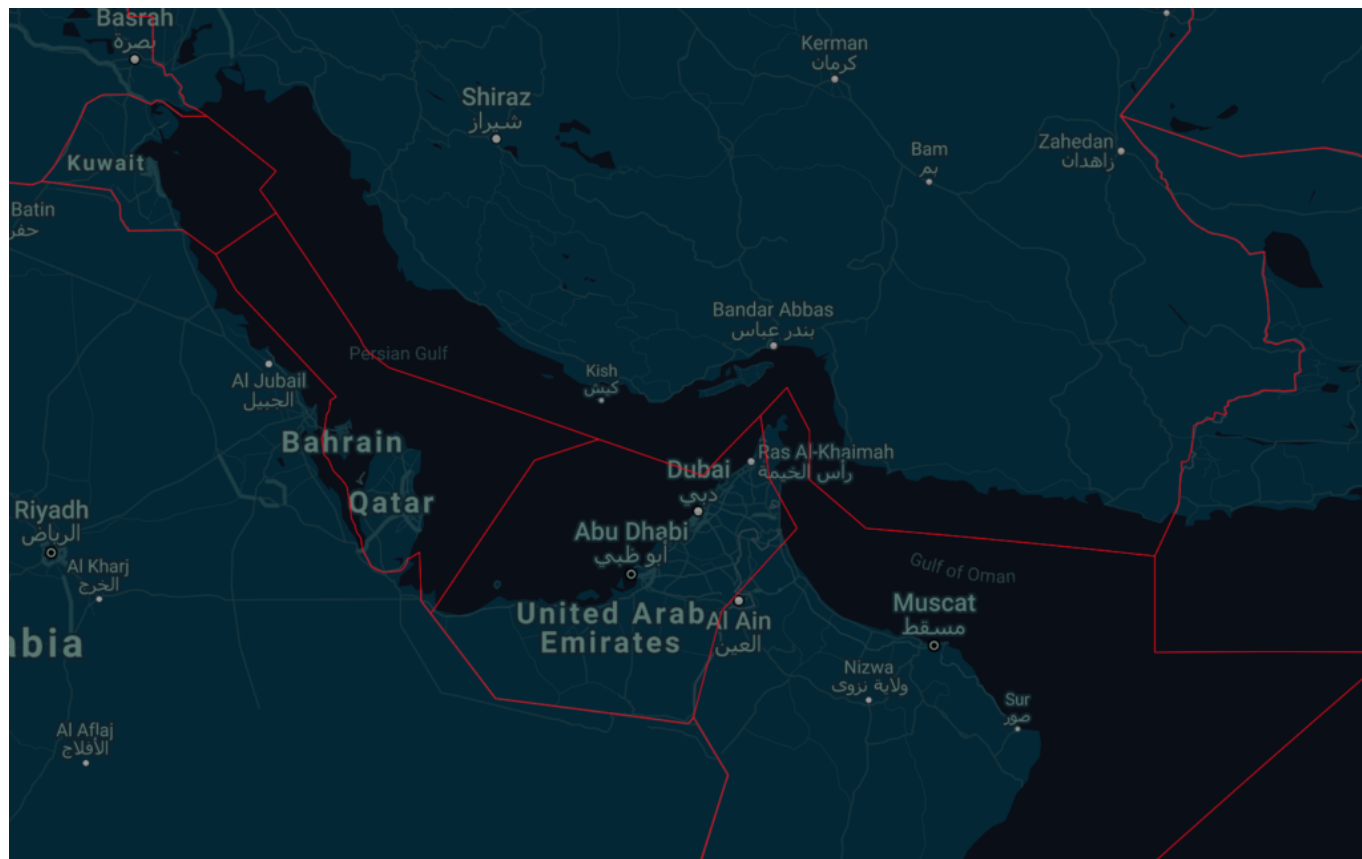 Basrah
بصرة
Kerman
كرمان
Shiraz
شيراز
Zahedan
زاهدان
Bam
بم
Kuwait
Batin
حفر
Bandar Abbas
بندر عباس
Persian Gulf
Kish
كيش
Al Jubail
الجبيل
Bahrain
Ras Al-Khaimah
رأس الخيمة
Dubai
دبي
Qatar
Riyadh
الرياض
Abu Dhabi
أبو ظبي
Al Kharj
الخرج
Gulf of Oman
Muscat
مسقط
United Arab
Emirates
Al Ain
العين
abia
Nizwa
ولاية نزوى
Sur
صور
Al Aflaj
الأفلاج